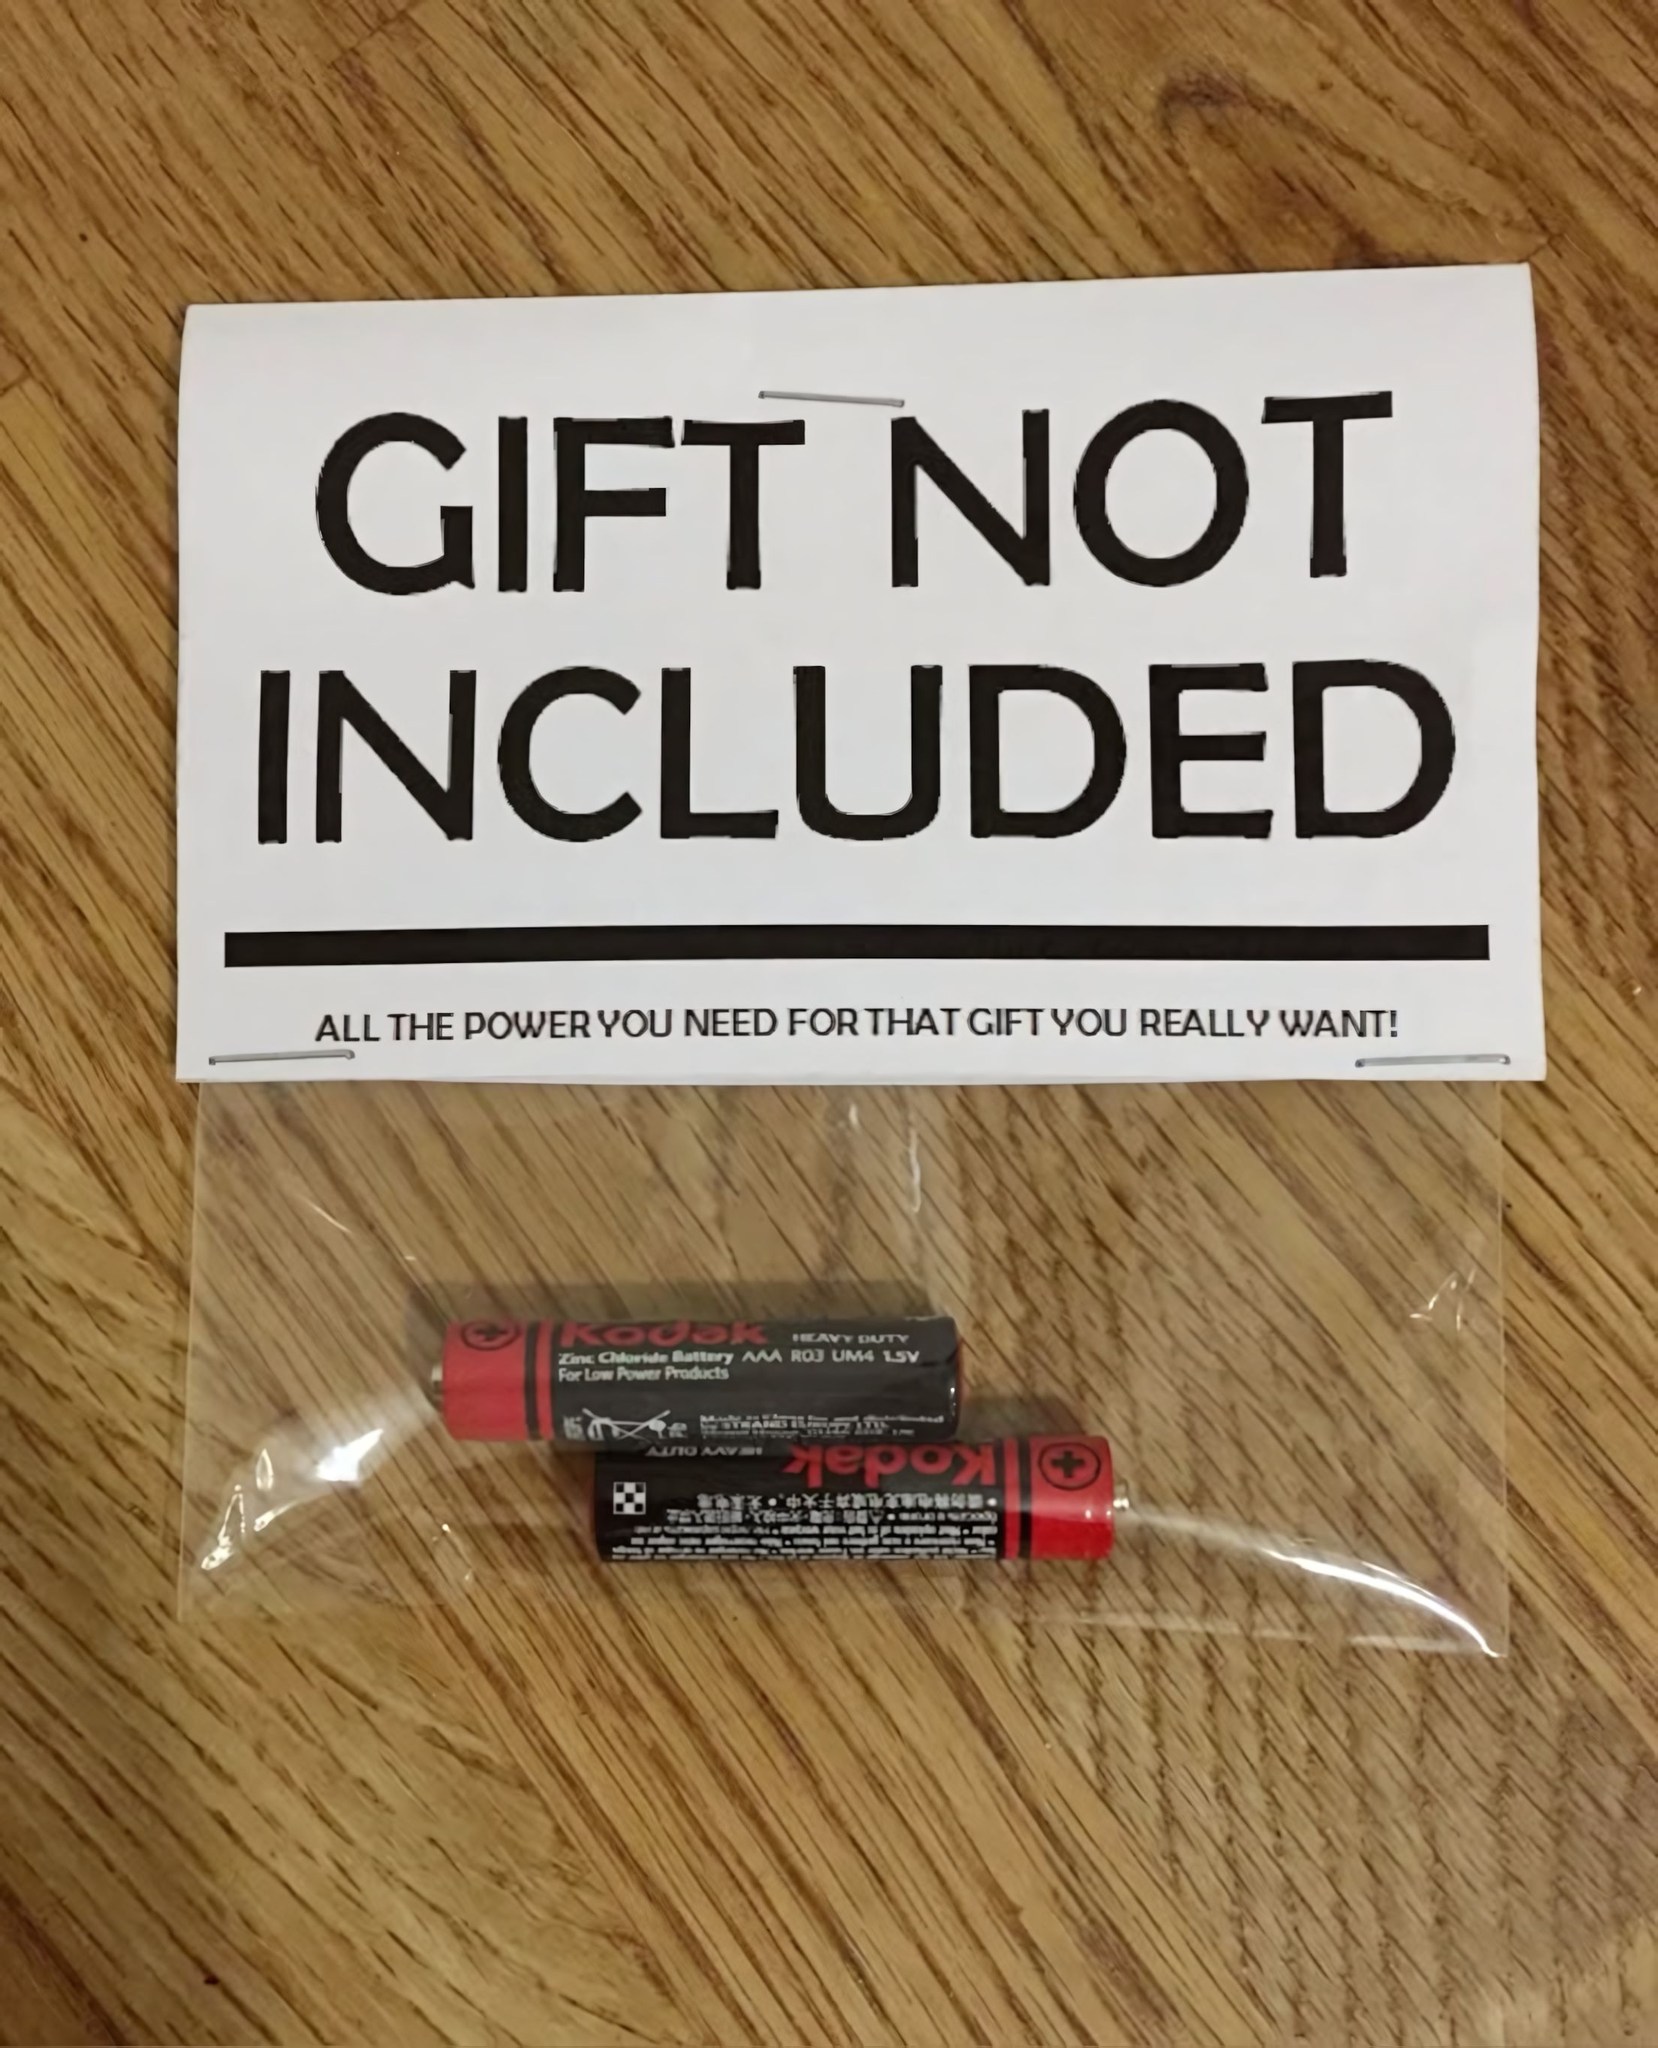 GIFT NOT
INCLUDED
ALL THE POWER YOU NEED FOR THAT GIFT YOU REALLY WANT!
Kodak HEAVY DUTY
Zinc Chloride Battery AAA R03 UM4 1.5V
For Low Power Products
Kodak
HEAVY DUTY